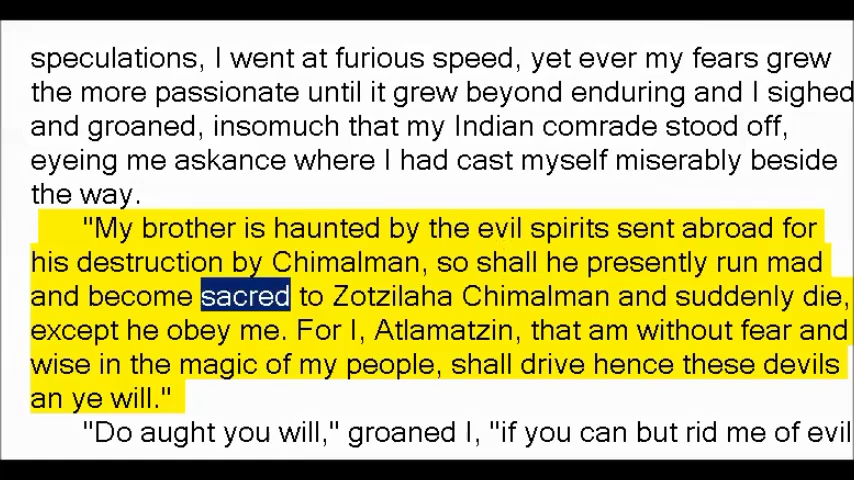 speculations, I went at furious speed, yet ever my fears grew
the more passionate until it grew beyond enduring and I sighed
and groaned, insomuch that my Indian comrade stood off,
eyeing me askance where I had cast myself miserably beside
the way.
"My brother is haunted by the evil spirits sent abroad for
his destruction by Chimalman, so shall he presently run mad
and become sacred to Zotzilaha Chimalman and suddenly die,
except he obey me. For I, Atlamatzin, that am without fear and
wise in the magic of my people, shall drive hence these devils
an ye will."
"Do aught you will," groaned I, "if you can but rid me of evil